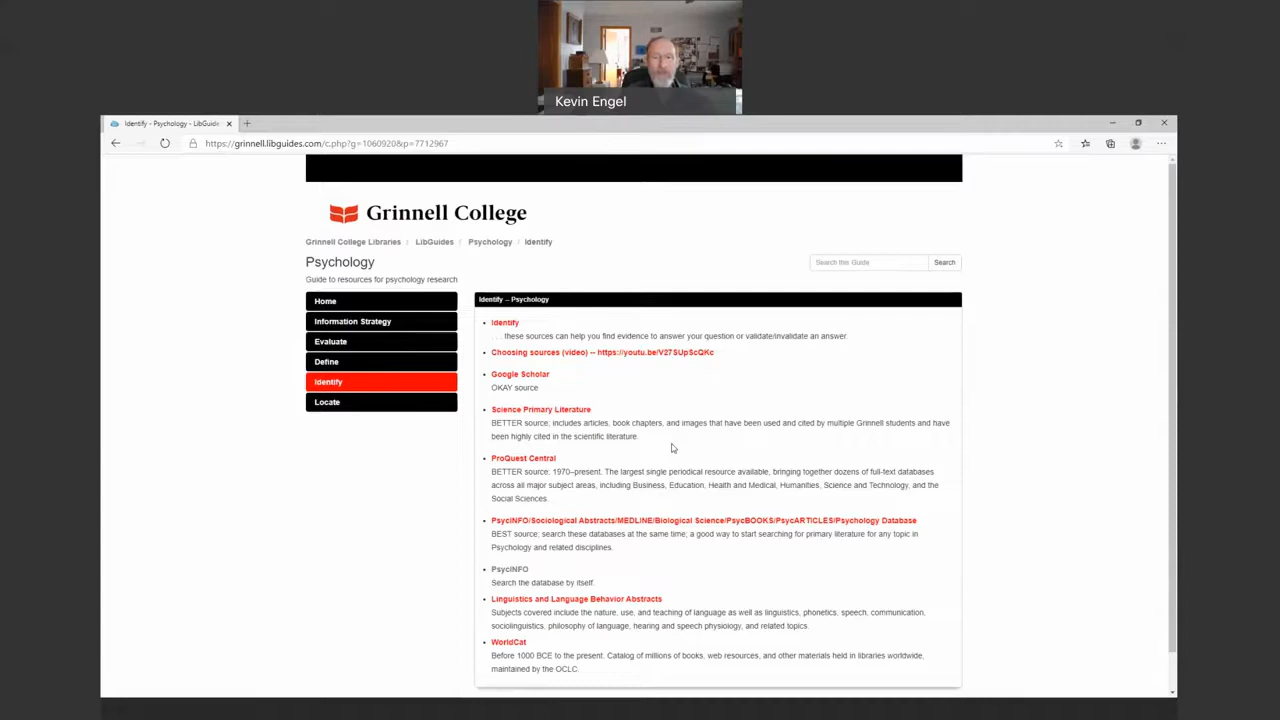 Kevin Engel
Identify - Psychology - LibGuide
https://grinnell.libguides.com/c.php?g=1060920&p=7712967
Grinnell College
Grinnell College Libraries / LibGuides / Psychology / Identify
Psychology
Search this Guide Search
Guide to resources for psychology research
Home
Information Strategy
Evaluate
Define
Identify
Locate
Identify -- Psychology
• Identify
. . . these sources can help you find evidence to answer your question or validate/invalidate an answer.
• Choosing sources (video) -- https://youtu.be/V27SUpScQKc
• Google Scholar
OKAY source
• Science Primary Literature
BETTER source; includes articles, book chapters, and images that have been used and cited by multiple Grinnell students and have
been highly cited in the scientific literature.
• ProQuest Central
BETTER source; 1970–present. The largest single periodical resource available, bringing together dozens of full-text databases
across all major subject areas, including Business, Education, Health and Medical, Humanities, Science and Technology, and the
Social Sciences.
• PsycINFO/Sociological Abstracts/MEDLINE/Biological Science/PsycBOOKS/PsycARTICLES/Psychology Database
BEST source; search these databases at the same time; a good way to start searching for primary literature for any topic in
Psychology and related disciplines.
• PsycINFO
Search the database by itself.
• Linguistics and Language Behavior Abstracts
Subjects covered include the nature, use, and teaching of language as well as linguistics, phonetics, speech, communication,
sociolinguistics, philosophy of language, hearing and speech physiology, and related topics.
• WorldCat
Before 1000 BCE to the present. Catalog of millions of books, web resources, and other materials held in libraries worldwide,
maintained by the OCLC.